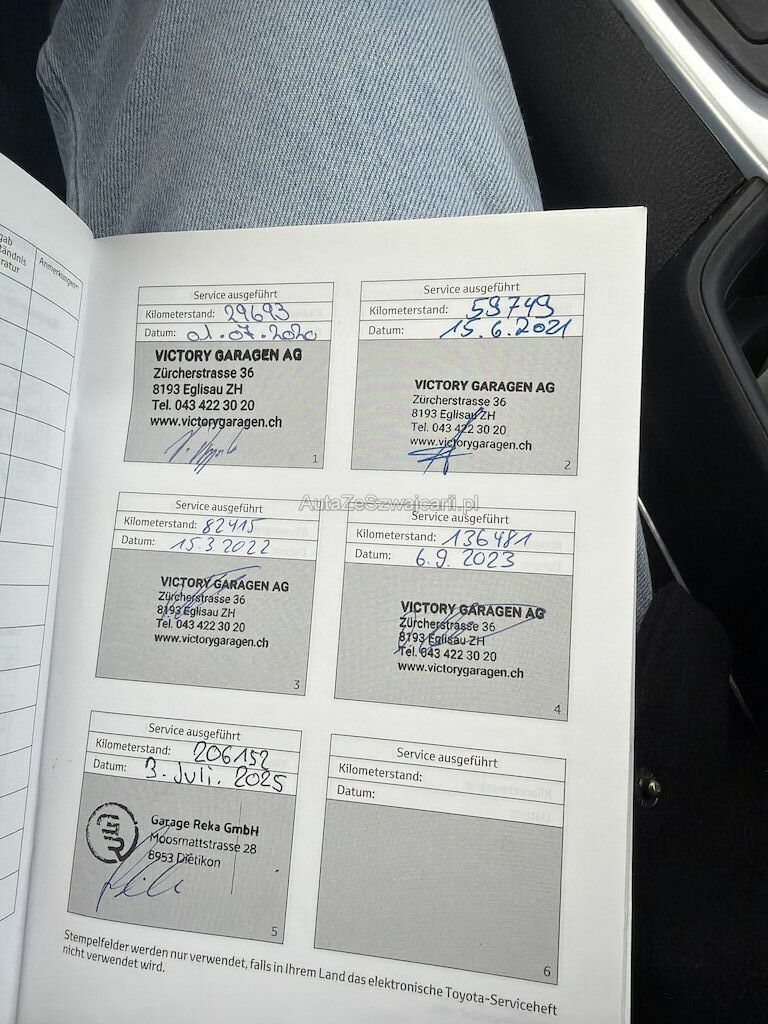 gab
tändnis
ratur
Anmerkungen
Service ausgeführt
Kilometerstand: 29693
Datum: 01.07.2020
VICTORY GARAGEN AG
Zürcherstrasse 36
8193 Eglisau ZH
Tel. 043 422 30 20
www.victorygaragen.ch
1
Service ausgeführt
Kilometerstand: 59749
Datum: 15.6.2021
VICTORY GARAGEN AG
Zürcherstrasse 36
8193 Eglisau ZH
Tel. 043 422 30 20
www.victorygaragen.ch
2
AutaZeSzwajcarii.pl
Service ausgeführt
Kilometerstand: 82415
Datum: 15.3 2022
VICTORY GARAGEN AG
Zürcherstrasse 36
8193 Eglisau ZH
Tel. 043 422 30 20
www.victorygaragen.ch
3
Service ausgeführt
Kilometerstand: 136481
Datum: 6.9. 2023
VICTORY GARAGEN AG
Zürcherstrasse 36
8193 Eglisau ZH
Tel. 043 422 30 20
www.victorygaragen.ch
4
Service ausgeführt
Kilometerstand: 206152
Datum: 3. Juli. 2025
Garage Reka GmbH
Moosmattstrasse 28
8953 Dietikon
5
Service ausgeführt
Kilometerstand:
Datum:
6
Stempelfelder werden nur verwendet, falls in Ihrem Land das elektronische Toyota-Serviceheft
nicht verwendet wird.